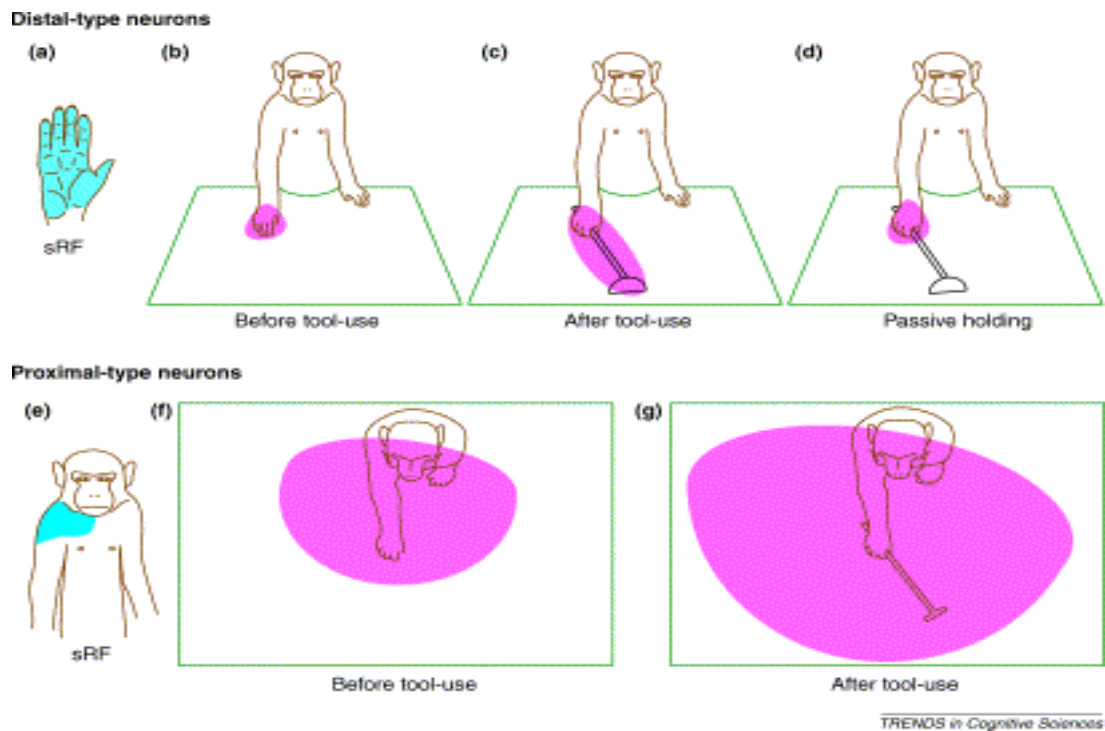 Distal-type neurons
(a)
(b)
(c)
(d)
sRF
Before tool-use
After tool-use
Passive holding
Proximal-type neurons
(e)
(f)
(g)
sRF
Before tool-use
After tool-use
TRENDS in Cognitive Sciences